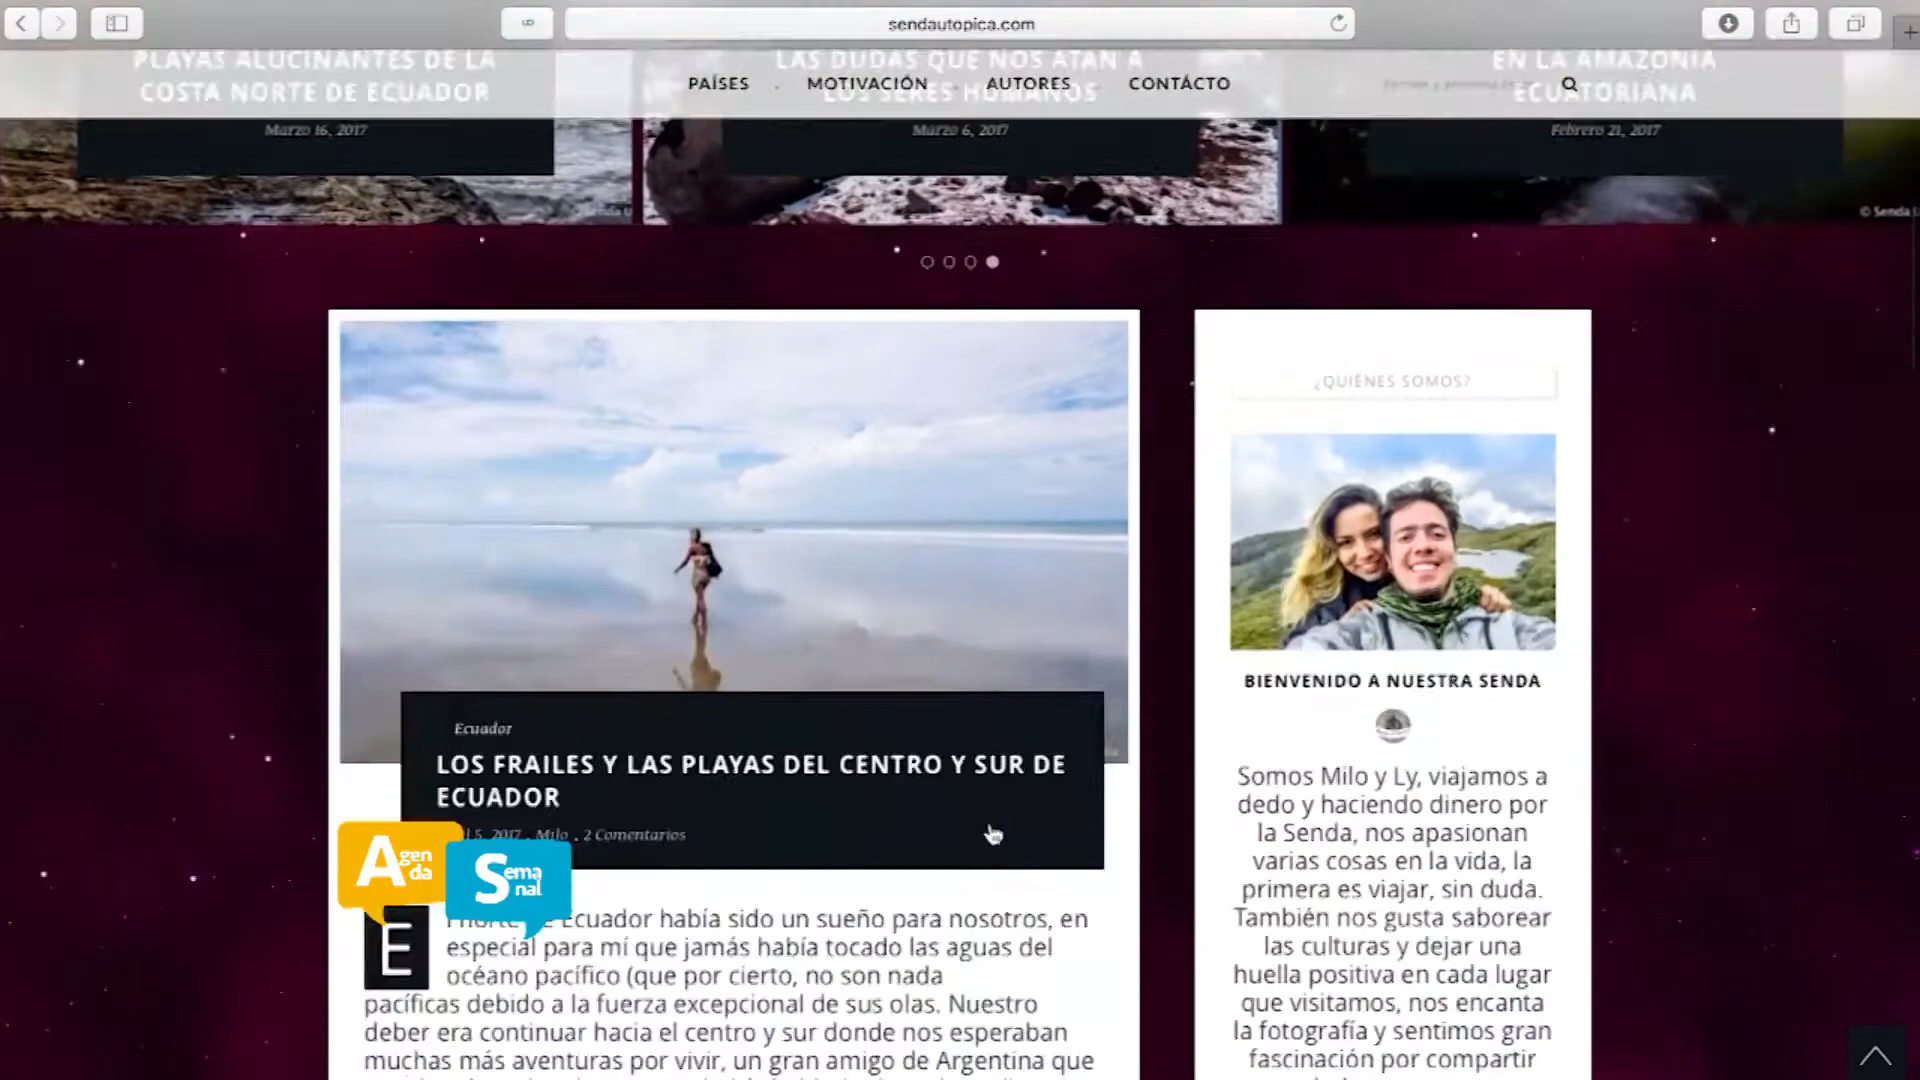 sendautopica.com
PLAYAS ALUCINANTES DE LA
COSTA NORTE DE ECUADOR
Marzo 16, 2017
LAS DUDAS QUE NOS ATAN A
LOS SERES HUMANOS
Marzo 6, 2017
EN LA AMAZONIA
ECUATORIANA
Febrero 21, 2017
PAÍSES
MOTIVACIÓN
AUTORES
CONTÁCTO
© Senda
Ecuador
LOS FRAILES Y LAS PLAYAS DEL CENTRO Y SUR DE
ECUADOR
5, 2017 . Milo , 2 Comentarios
Agenda
Semanal
E
Ecuador había sido un sueño para nosotros, en
especial para mí que jamás había tocado las aguas del
océano pacífico (que por cierto, no son nada
pacíficas debido a la fuerza excepcional de sus olas. Nuestro
deber era continuar hacia el centro y sur donde nos esperaban
muchas más aventuras por vivir, un gran amigo de Argentina que
¿QUIÉNES SOMOS?
BIENVENIDO A NUESTRA SENDA
Somos Milo y Ly, viajamos a
dedo y haciendo dinero por
la Senda, nos apasionan
varias cosas en la vida, la
primera es viajar, sin duda.
También nos gusta saborear
las culturas y dejar una
huella positiva en cada lugar
que visitamos, nos encanta
la fotografía y sentimos gran
fascinación por compartir